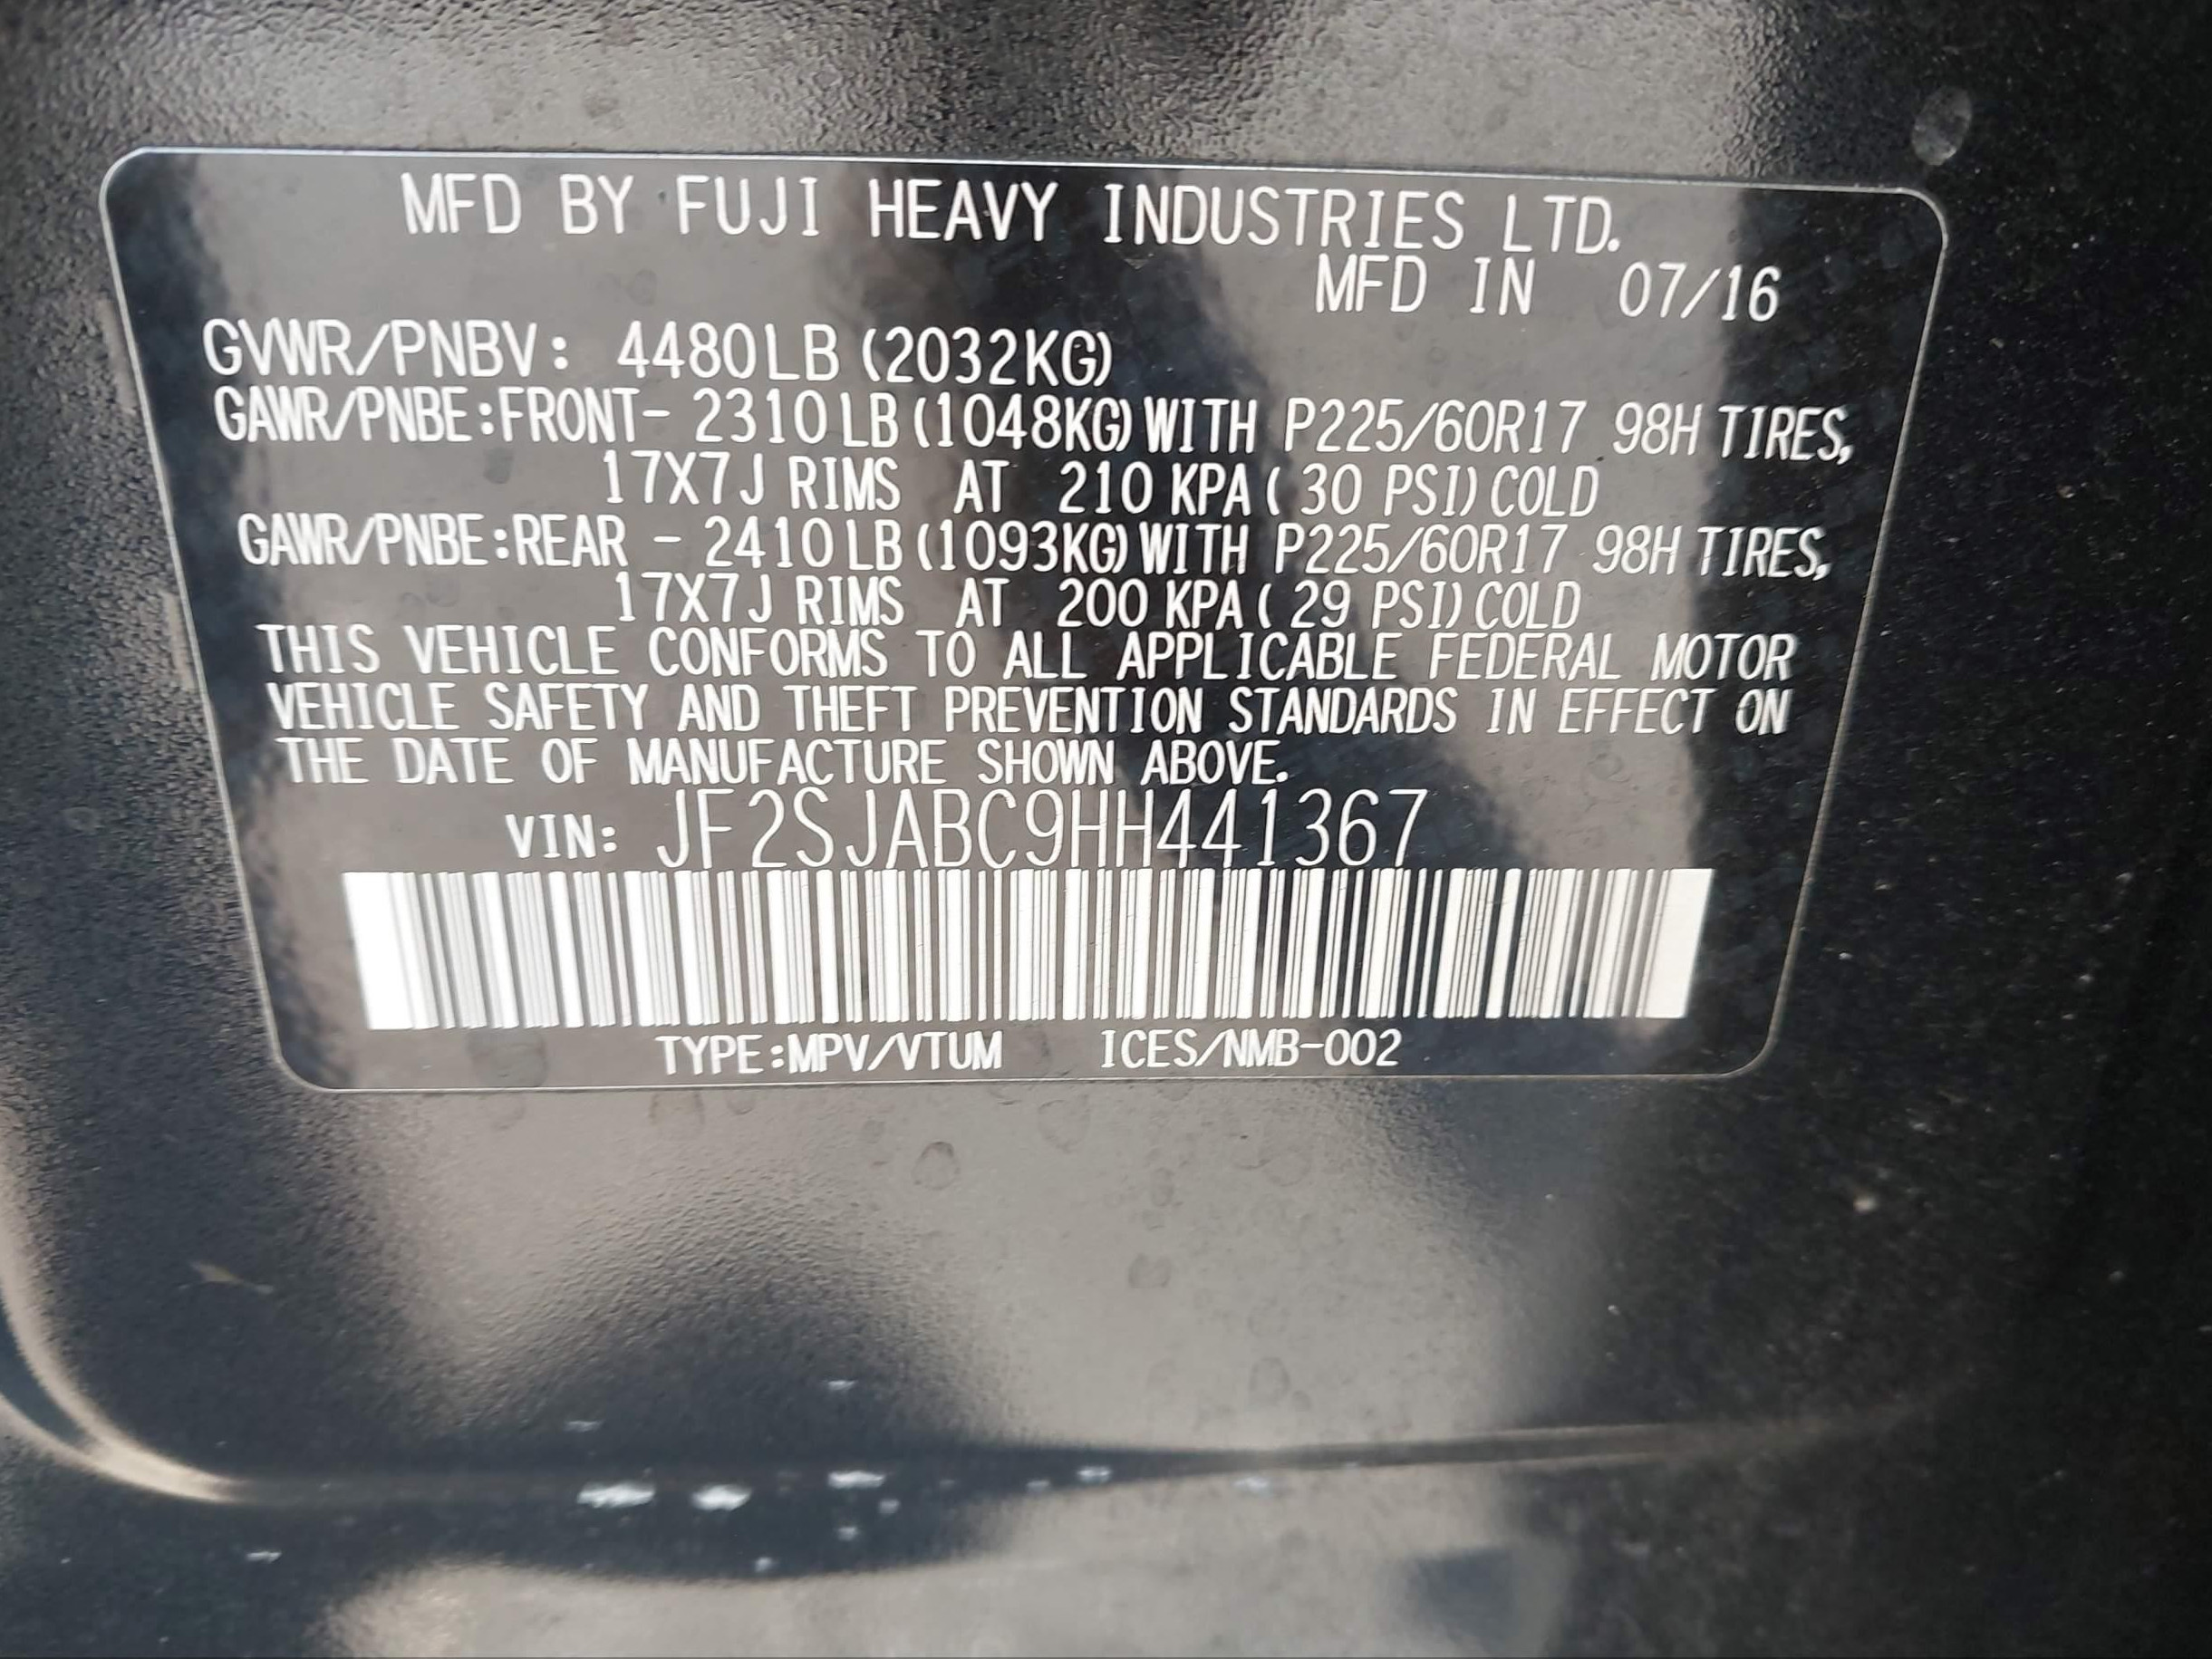 MFD BY FUJI HEAVY INDUSTRIES LTD.
MFD IN 07/16
GVWR/PNBV: 4480LB (2032KG)
GAWR/PNBE:FRONT- 2310LB (1048KG) WITH P225/60R17 98H TIRES,
17X7J RIMS AT 210 KPA ( 30 PSI) COLD
GAWR/PNBE:REAR - 2410LB (1093KG) WITH P225/60R17 98H TIRES,
17X7J RIMS AT 200 KPA ( 29 PSI) COLD
THIS VEHICLE CONFORMS TO ALL APPLICABLE FEDERAL MOTOR
VEHICLE SAFETY AND THEFT PREVENTION STANDARDS IN EFFECT ON
THE DATE OF MANUFACTURE SHOWN ABOVE.
VIN: JF2SJABC9HH441367
TYPE:MPV/VTUM ICES/NMB-002